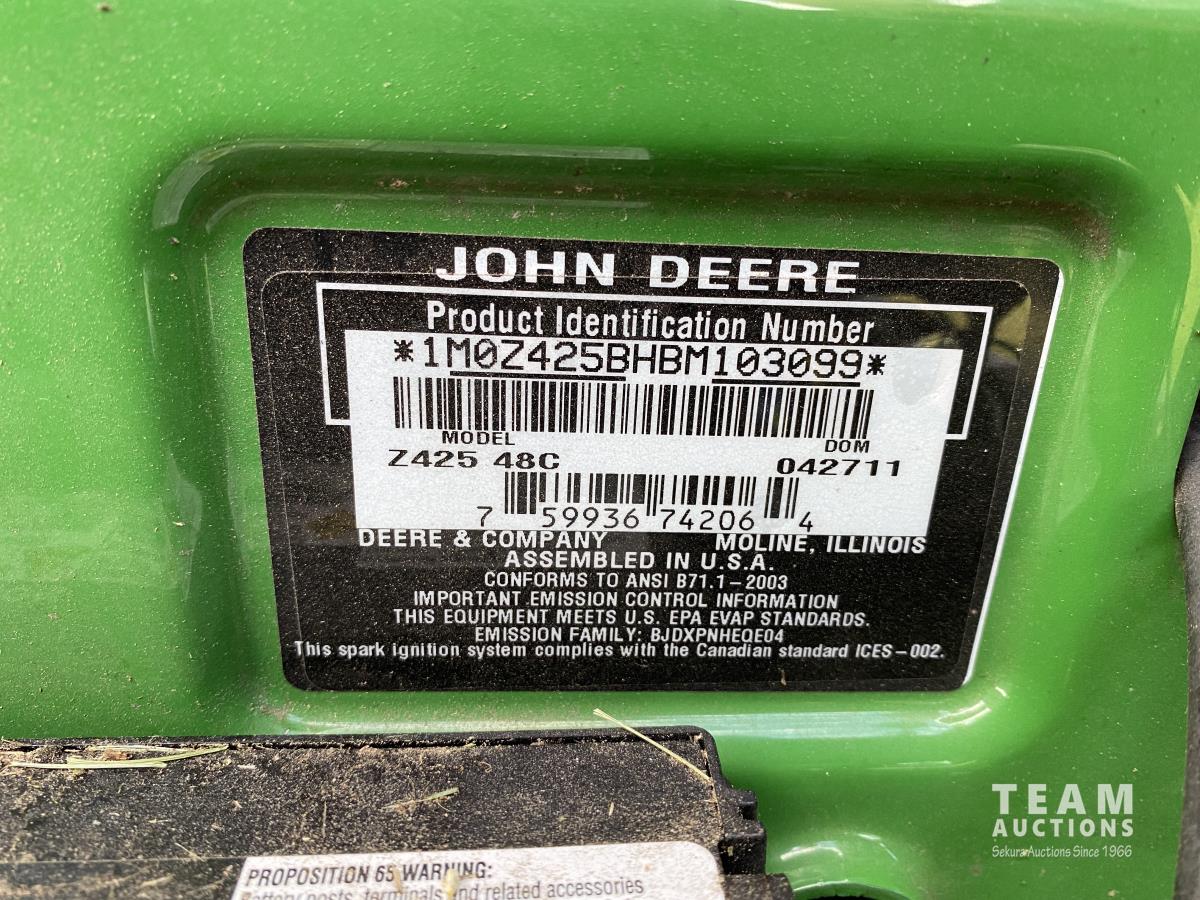 JOHN DEERE
Product Identification Number
*1M0Z425BHBM103099*
MODEL DOM
Z425 48C 042711
7 59936 74206 4
DEERE & COMPANY MOLINE, ILLINOIS
ASSEMBLED IN U.S.A.
CONFORMS TO ANSI B71.1-2003
IMPORTANT EMISSION CONTROL INFORMATION
THIS EQUIPMENT MEETS U.S. EPA EVAP STANDARDS.
EMISSION FAMILY: BJDXPNHEQE04
This spark ignition system complies with the Canadian standard ICES-002.
TEAM
AUCTIONS
Sekura Auctions Since 1966
PROPOSITION 65 WARNING:
Battery posts, terminals and related accessories